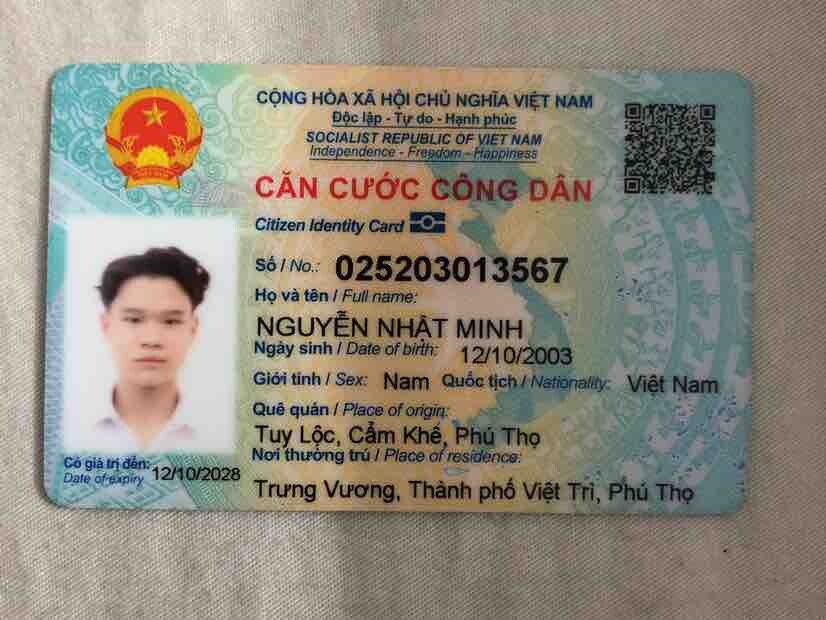 CỘNG HÒA XÃ HỘI CHỦ NGHĨA VIỆT NAM
Độc lập - Tự do - Hạnh phúc
SOCIALIST REPUBLIC OF VIET NAM
Independence - Freedom - Happiness
CĂN CƯỚC CÔNG DÂN
Citizen Identity Card
Số / No.: 025203013567
Họ và tên / Full name:
NGUYỄN NHẬT MINH
Ngày sinh / Date of birth: 12/10/2003
Giới tính / Sex: Nam Quốc tịch / Nationality: Việt Nam
Quê quán / Place of origin:
Tuy Lộc, Cẩm Khê, Phú Thọ
Nơi thường trú / Place of residence:
Trưng Vương, Thành phố Việt Trì, Phú Thọ
Có giá trị đến: 12/10/2028
Date of expiry